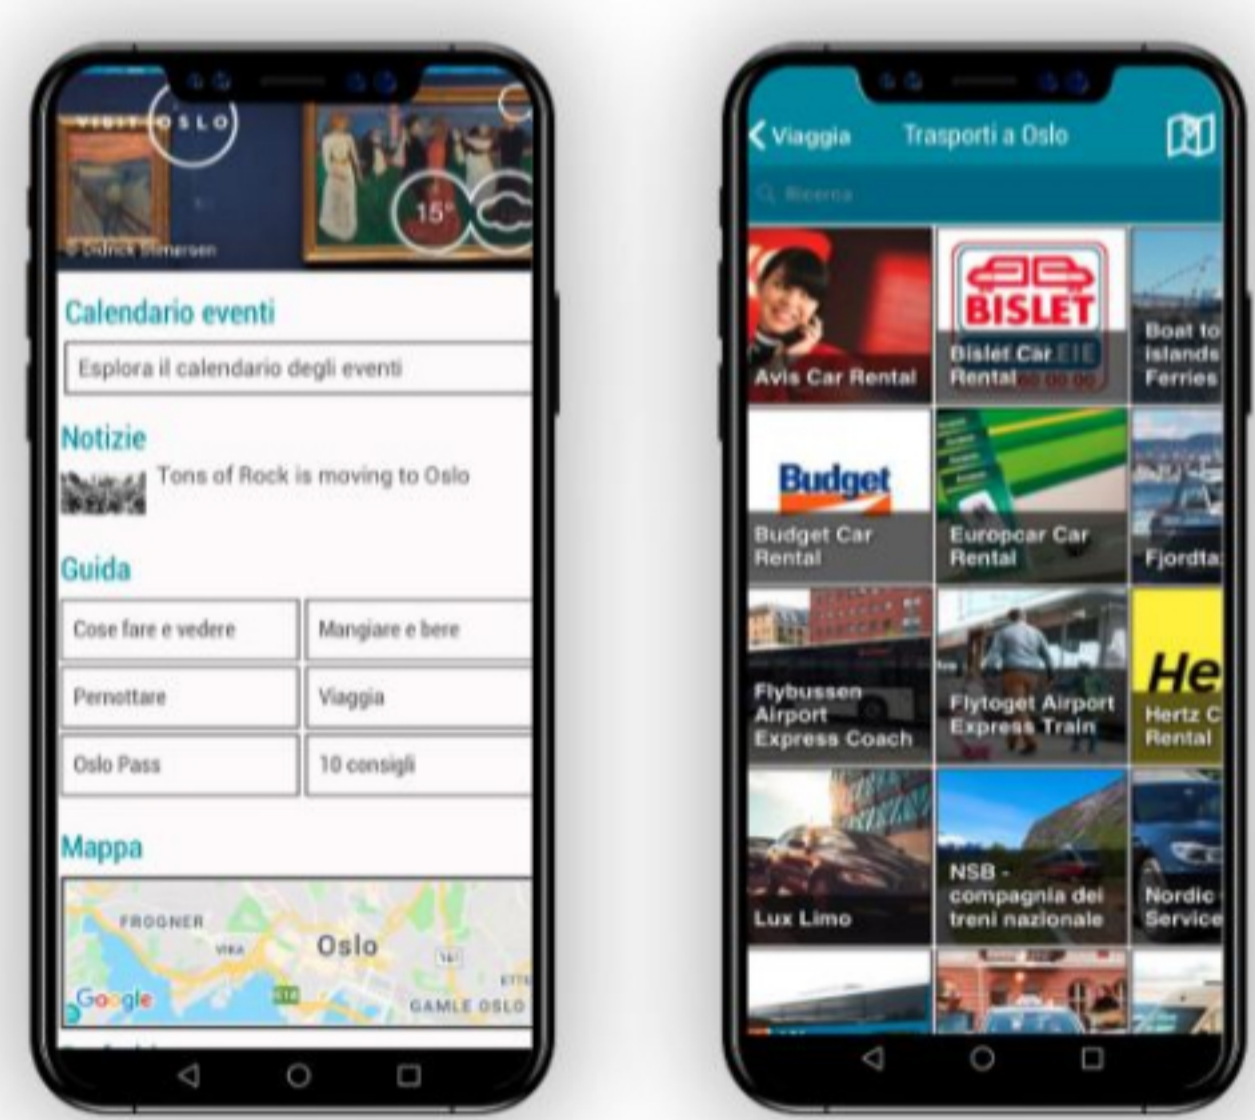 VISIT OSLO
15°
Calendario eventi
Esplora il calendario degli eventi
Notizie
Tons of Rock is moving to Oslo
Guida
Cose fare e vedere
Mangiare e bere
Pernottare
Viaggia
Oslo Pass
10 consigli
Mappa
FROGNER
VIKA
Oslo
161
E18
GAMLE OSLO
Google
Viaggia
Trasporti a Oslo
Ricerca
Avis Car Rental
BISLET
Bislet Car
Rental
Boat to
islands
Ferries
Budget
Budget Car
Rental
Europcar Car
Rental
Fjordta
Flybussen
Airport
Express Coach
Flytoget Airport
Express Train
He
Hertz C
Rental
Lux Limo
NSB -
compagnia dei
treni nazionale
Nordic
Service